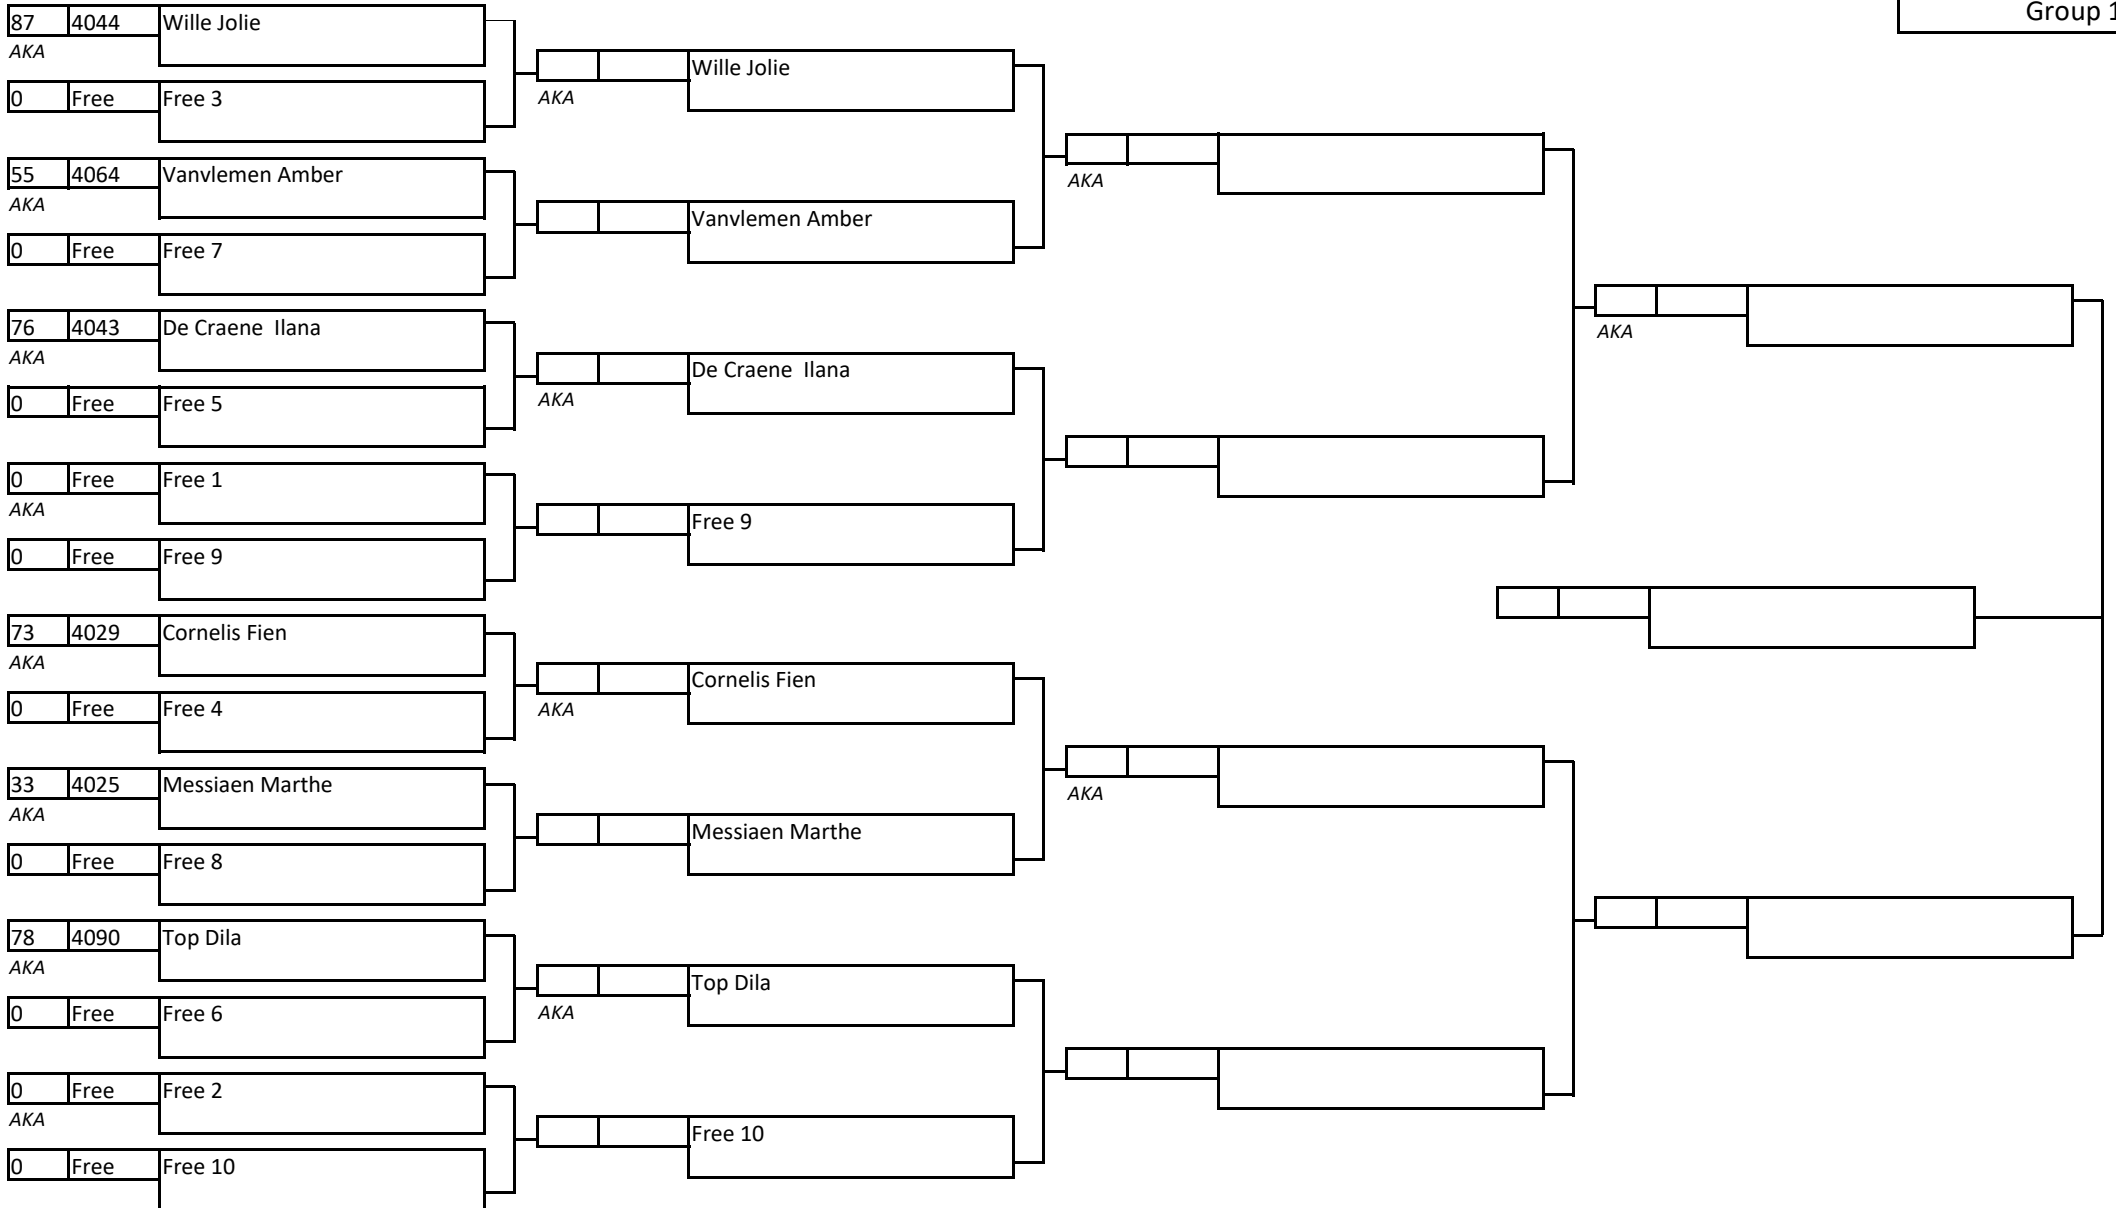 Group 1
87 4044 Wille Jolie
AKA
0 Free Free 3
Wille Jolie
AKA
55 4064 Vanvlemen Amber
AKA
0 Free Free 7
Vanvlemen Amber
AKA
76 4043 De Craene  Ilana
AKA
0 Free Free 5
De Craene  Ilana
AKA
0 Free Free 1
AKA
0 Free Free 9
Free 9
AKA
73 4029 Cornelis Fien
AKA
0 Free Free 4
Cornelis Fien
AKA
33 4025 Messiaen Marthe
AKA
0 Free Free 8
Messiaen Marthe
AKA
78 4090 Top Dila
AKA
0 Free Free 6
Top Dila
AKA
0 Free Free 2
AKA
0 Free Free 10
Free 10